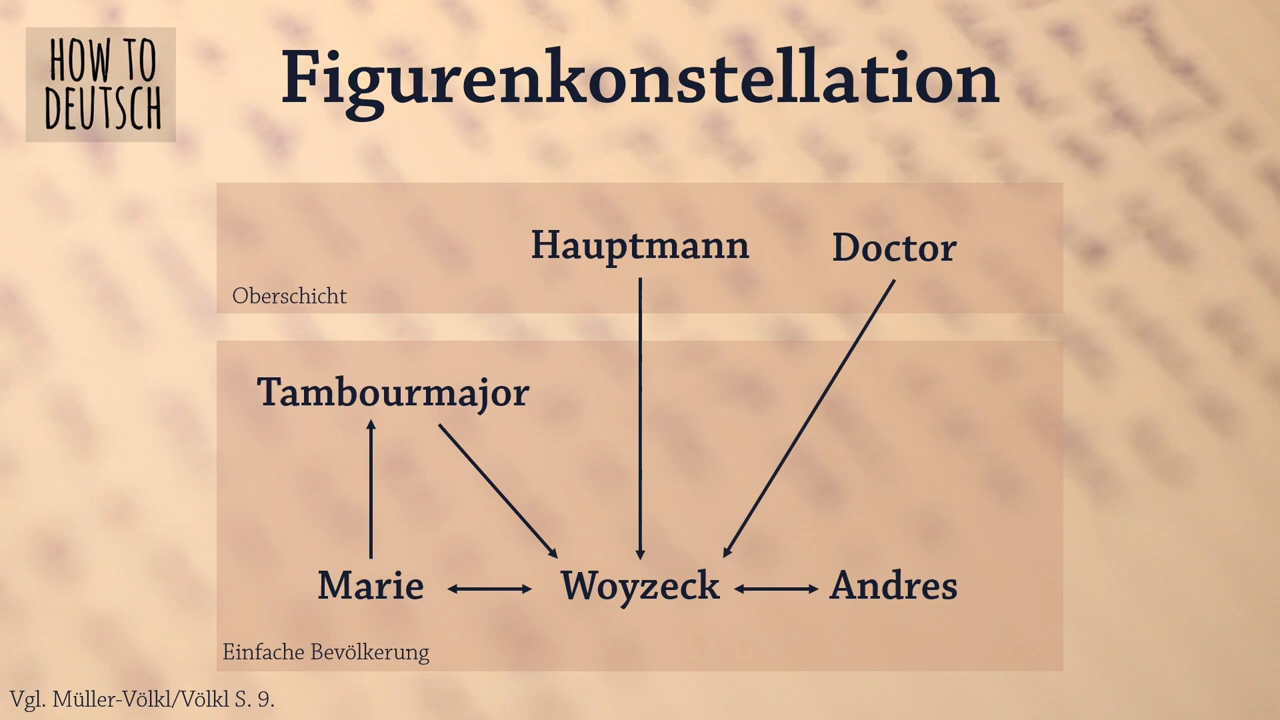 HOW TO
DEUTSCH
Figurenkonstellation
Hauptmann
Doctor
Oberschicht
Tambourmajor
Marie
Woyzeck
Andres
Einfache Bevölkerung
Vgl. Müller-Völkl/Völkl S. 9.